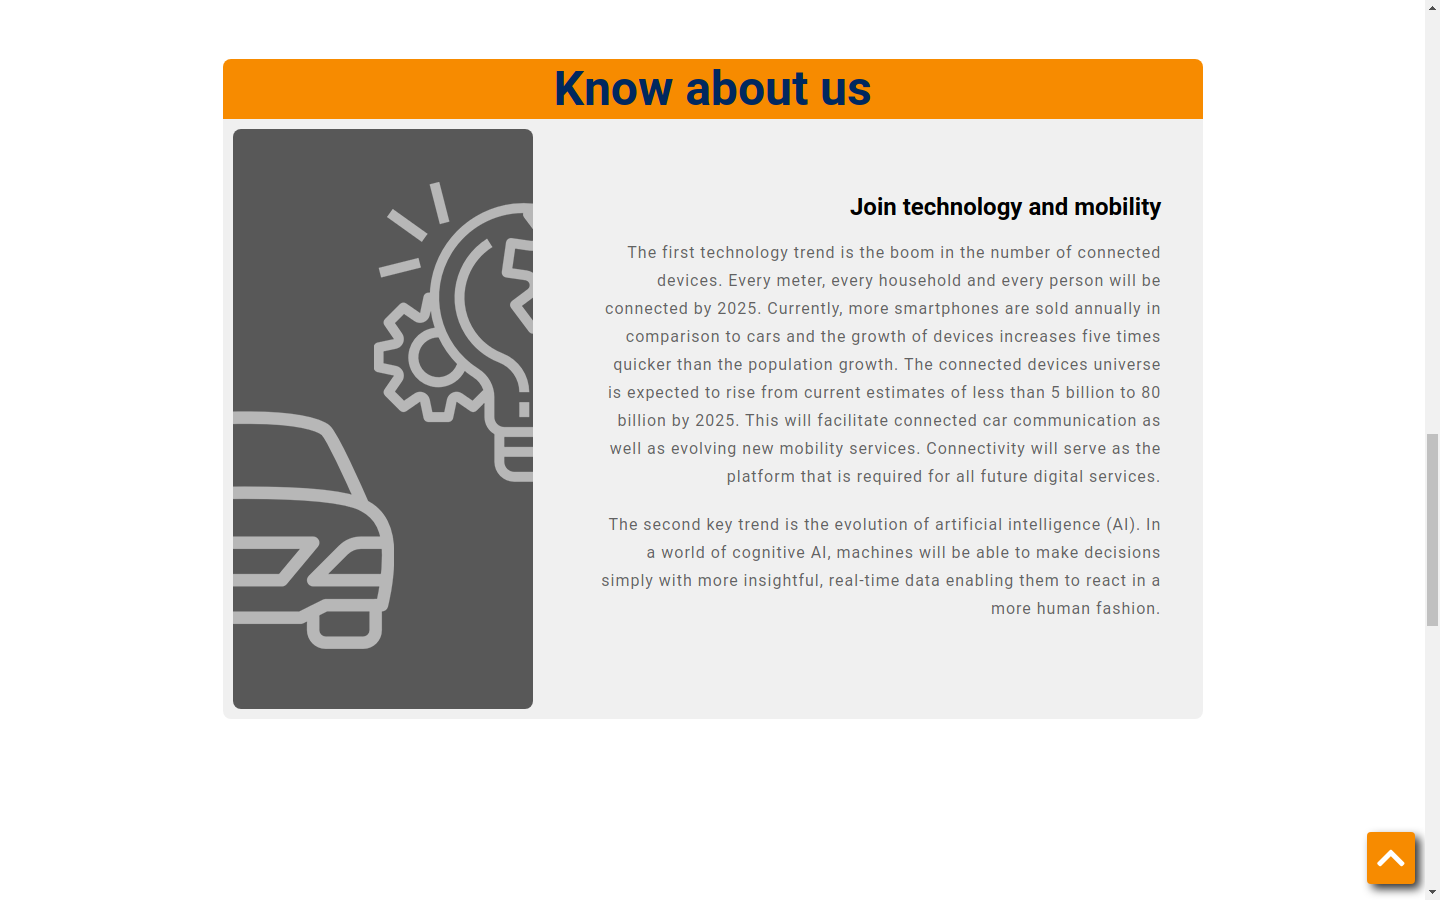 Know about us
Join technology and mobility
The first technology trend is the boom in the number of connected
devices. Every meter, every household and every person will be
connected by 2025. Currently, more smartphones are sold annually in
comparison to cars and the growth of devices increases five times
quicker than the population growth. The connected devices universe
is expected to rise from current estimates of less than 5 billion to 80
billion by 2025. This will facilitate connected car communication as
well as evolving new mobility services. Connectivity will serve as the
platform that is required for all future digital services.
The second key trend is the evolution of artificial intelligence (AI). In
a world of cognitive AI, machines will be able to make decisions
simply with more insightful, real-time data enabling them to react in a
more human fashion.